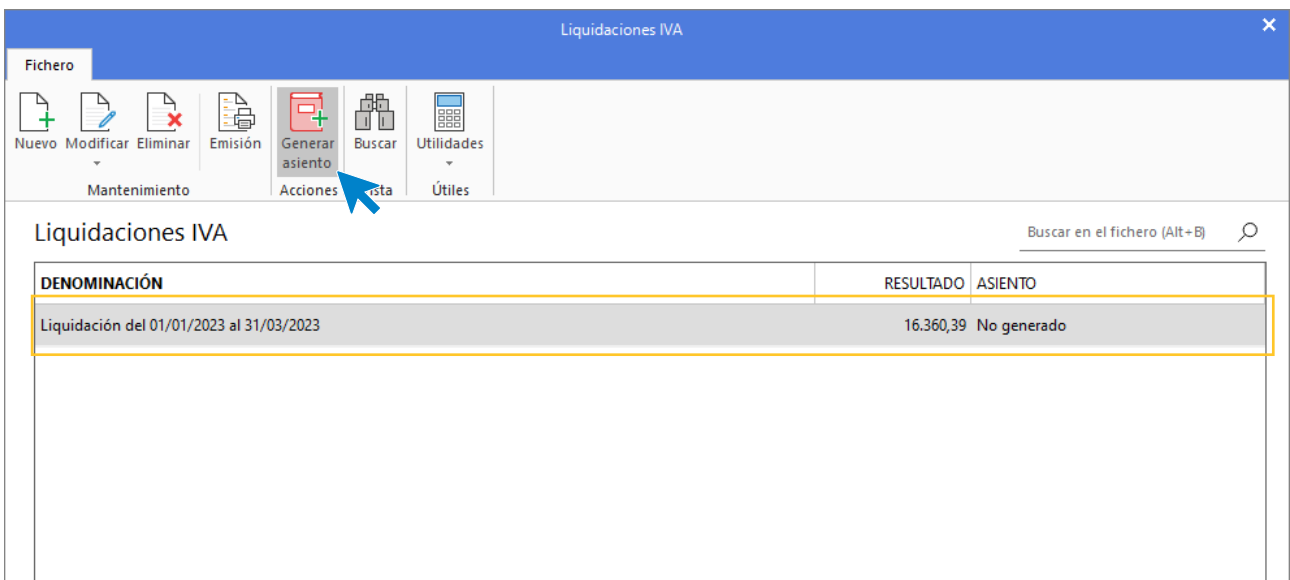 Liquidaciones IVA
Fichero
Nuevo Modificar Eliminar Emisión Generar asiento Buscar Utilidades
Mantenimiento Acciones Útiles
Liquidaciones IVA
Buscar en el fichero (Alt+B)
DENOMINACIÓN RESULTADO ASIENTO
Liquidación del 01/01/2023 al 31/03/2023 16.360,39 No generado